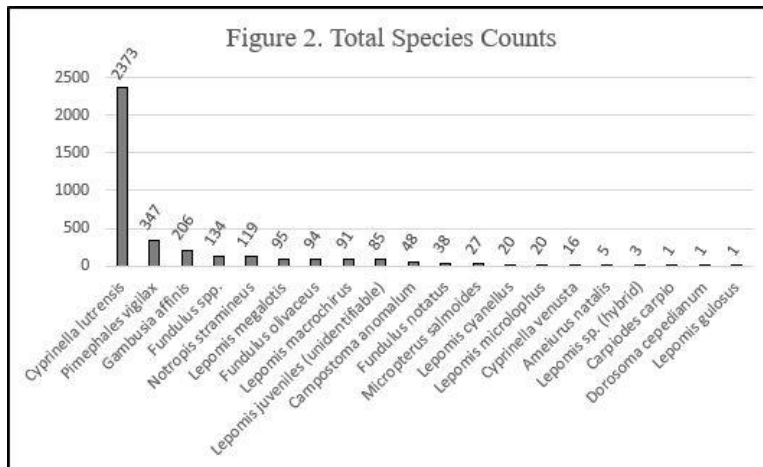 Figure 2. Total Species Counts
2500
2000
1500
1000
500
0
2373
347
206
134
119
95
94
91
85
48
38
27
20
20
16
5
3
1
1
1
Cyprinella lutrensis
Pimephales vigilax
Gambusia affinis
Fundulus spp.
Notropis stramineus
Lepomis megalotis
Fundulus olivaceus
Lepomis macrochirus
Lepomis juveniles (unidentifiable)
Campostoma anomalum
Fundulus notatus
Micropterus salmoides
Lepomis cyanellus
Lepomis microlophus
Cyprinella venusta
Ameiurus natalis
Lepomis sp. (hybrid)
Carpiodes carpio
Dorosoma cepedianum
Lepomis gulosus